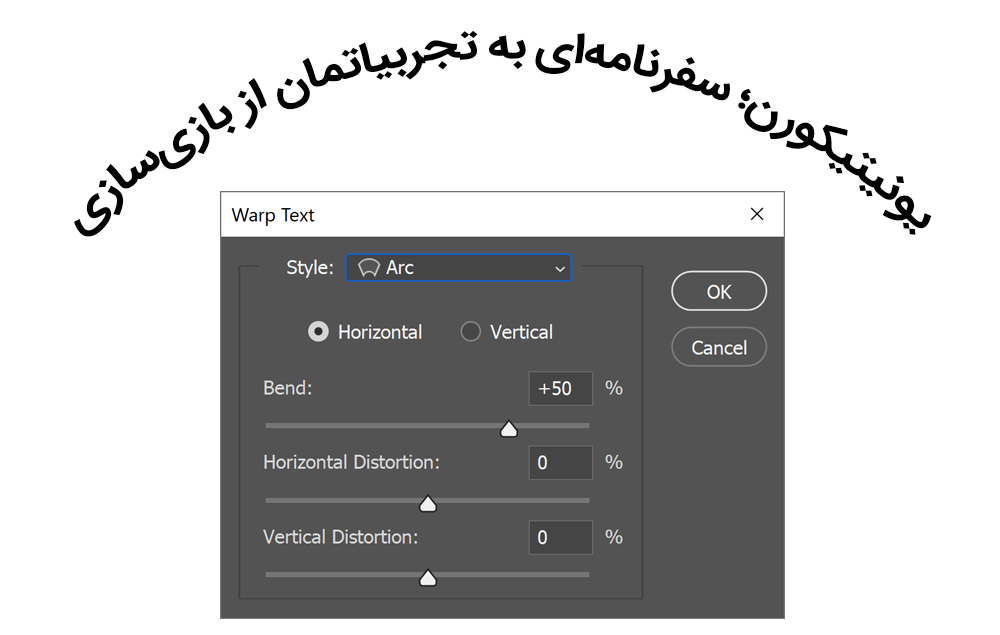 یونیتیکورن؛ سفرنامه‌ای به تجربیاتمان از بازی‌سازی
Warp Text
Style: Arc
Horizontal Vertical
Bend: +50 %
Horizontal Distortion: 0 %
Vertical Distortion: 0 %
OK
Cancel